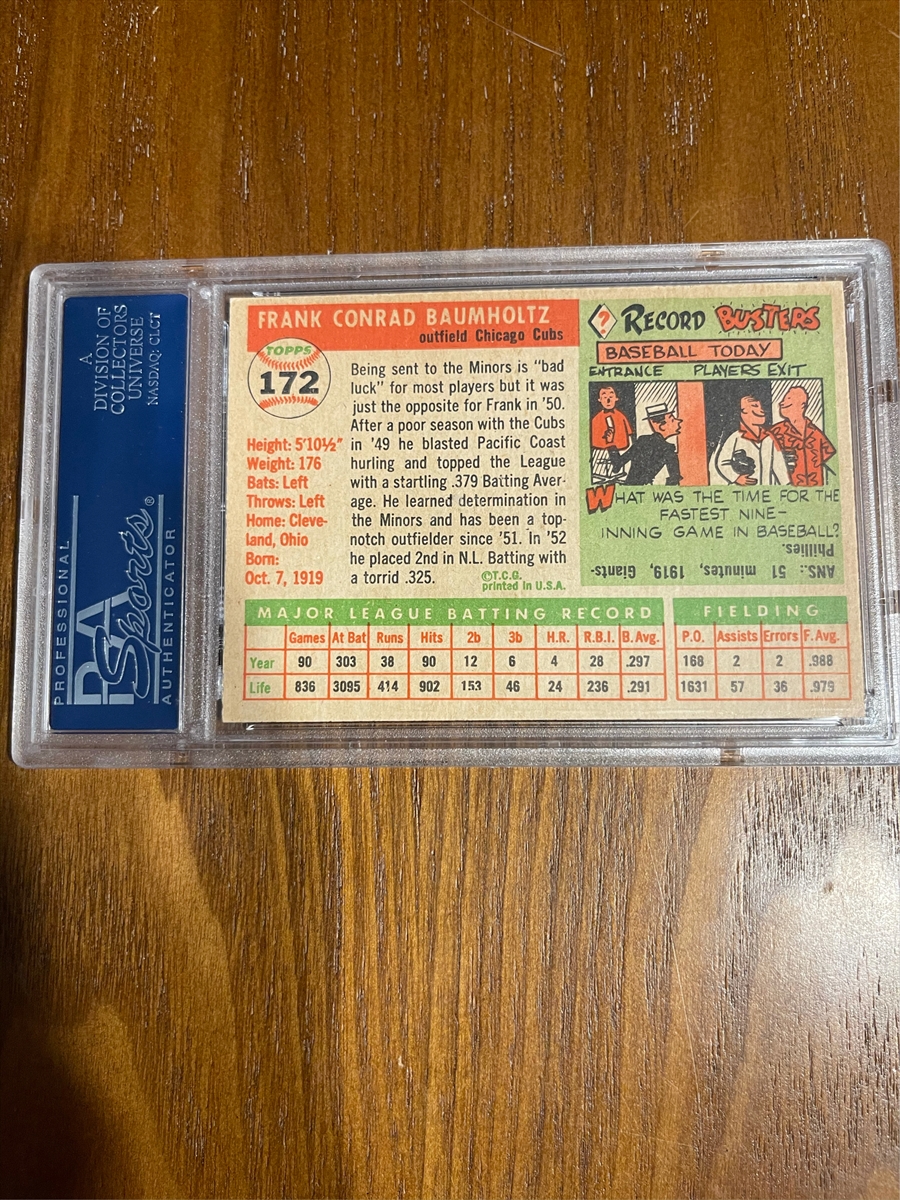 A
DIVISION OF
COLLECTORS
UNIVERSE
NASDAQ: CLCT
PROFESSIONAL
PSA
Sports®
AUTHENTICATOR
FRANK CONRAD BAUMHOLTZ
outfield Chicago Cubs
TOPPS
172
Height: 5'10½"
Weight: 176
Bats: Left
Throws: Left
Home: Cleve-
land, Ohio
Born:
Oct. 7, 1919
Being sent to the Minors is "bad
luck" for most players but it was
just the opposite for Frank in '50.
After a poor season with the Cubs
in '49 he blasted Pacific Coast
hurling and topped the League
with a startling .379 Batting Aver-
age. He learned determination in
the Minors and has been a top-
notch outfielder since '51. In '52
he placed 2nd in N.L. Batting with
a torrid .325.
©T.C.G.
printed in U.S.A.
? RECORD BUSTERS
BASEBALL TODAY
ENTRANCE PLAYERS EXIT
WHAT WAS THE TIME FOR THE
FASTEST NINE-
INNING GAME IN BASEBALL?
ANS.: 51 minutes, 1919, Giants-
Phillies.
MAJOR LEAGUE BATTING RECORD FIELDING
Games At Bat Runs Hits 2b 3b H.R. R.B.I. B.Avg. P.O. Assists Errors F.Avg.
Year 90 303 38 90 12 6 4 28 .297 168 2 2 .988
Life 836 3095 414 902 153 46 24 236 .291 1631 57 36 .979